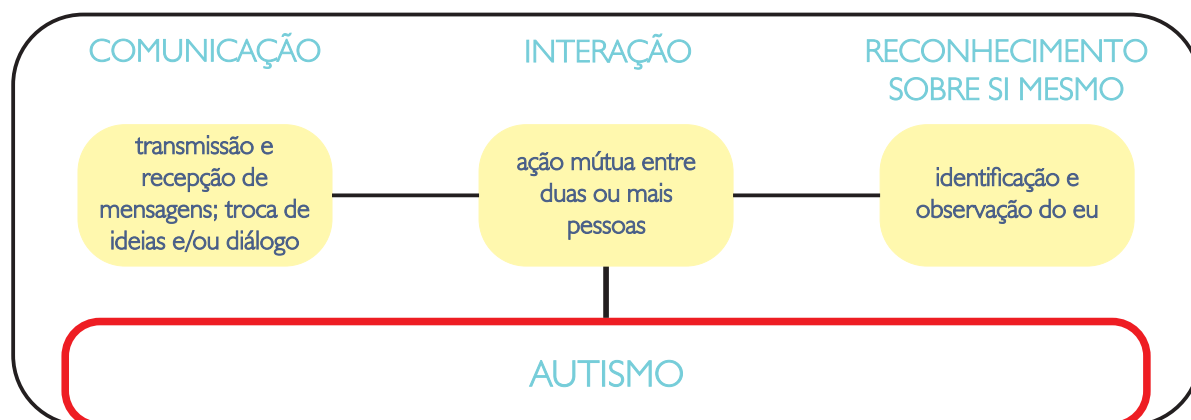 COMUNICAÇÃO
INTERAÇÃO
RECONHECIMENTO
SOBRE SI MESMO
transmissão e
recepção de
mensagens; troca de
ideias e/ou diálogo
ação mútua entre
duas ou mais
pessoas
identificação e
observação do eu
AUTISMO